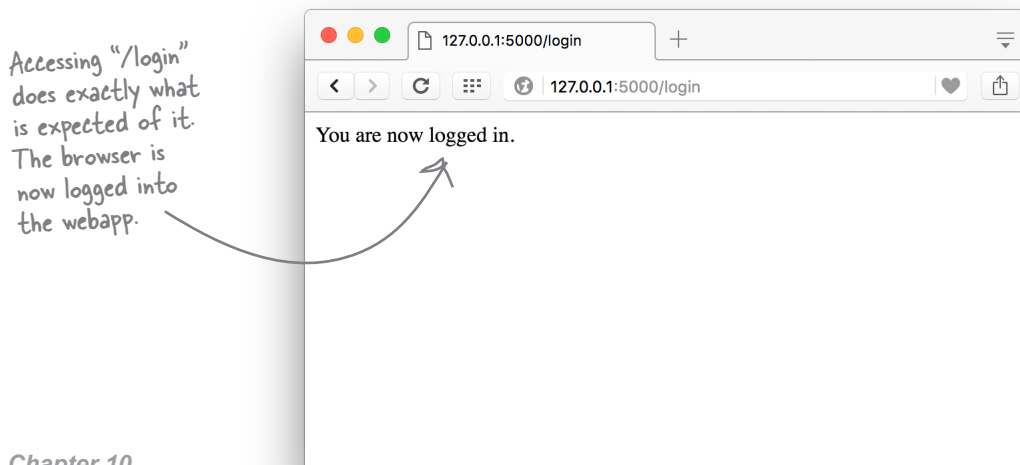 Accessing “/login”
does exactly what
is expected of it.
The browser is
now logged into
the webapp.
127.0.0.1:5000/login
127.0.0.1:5000/login
You are now logged in.
Chapter 10